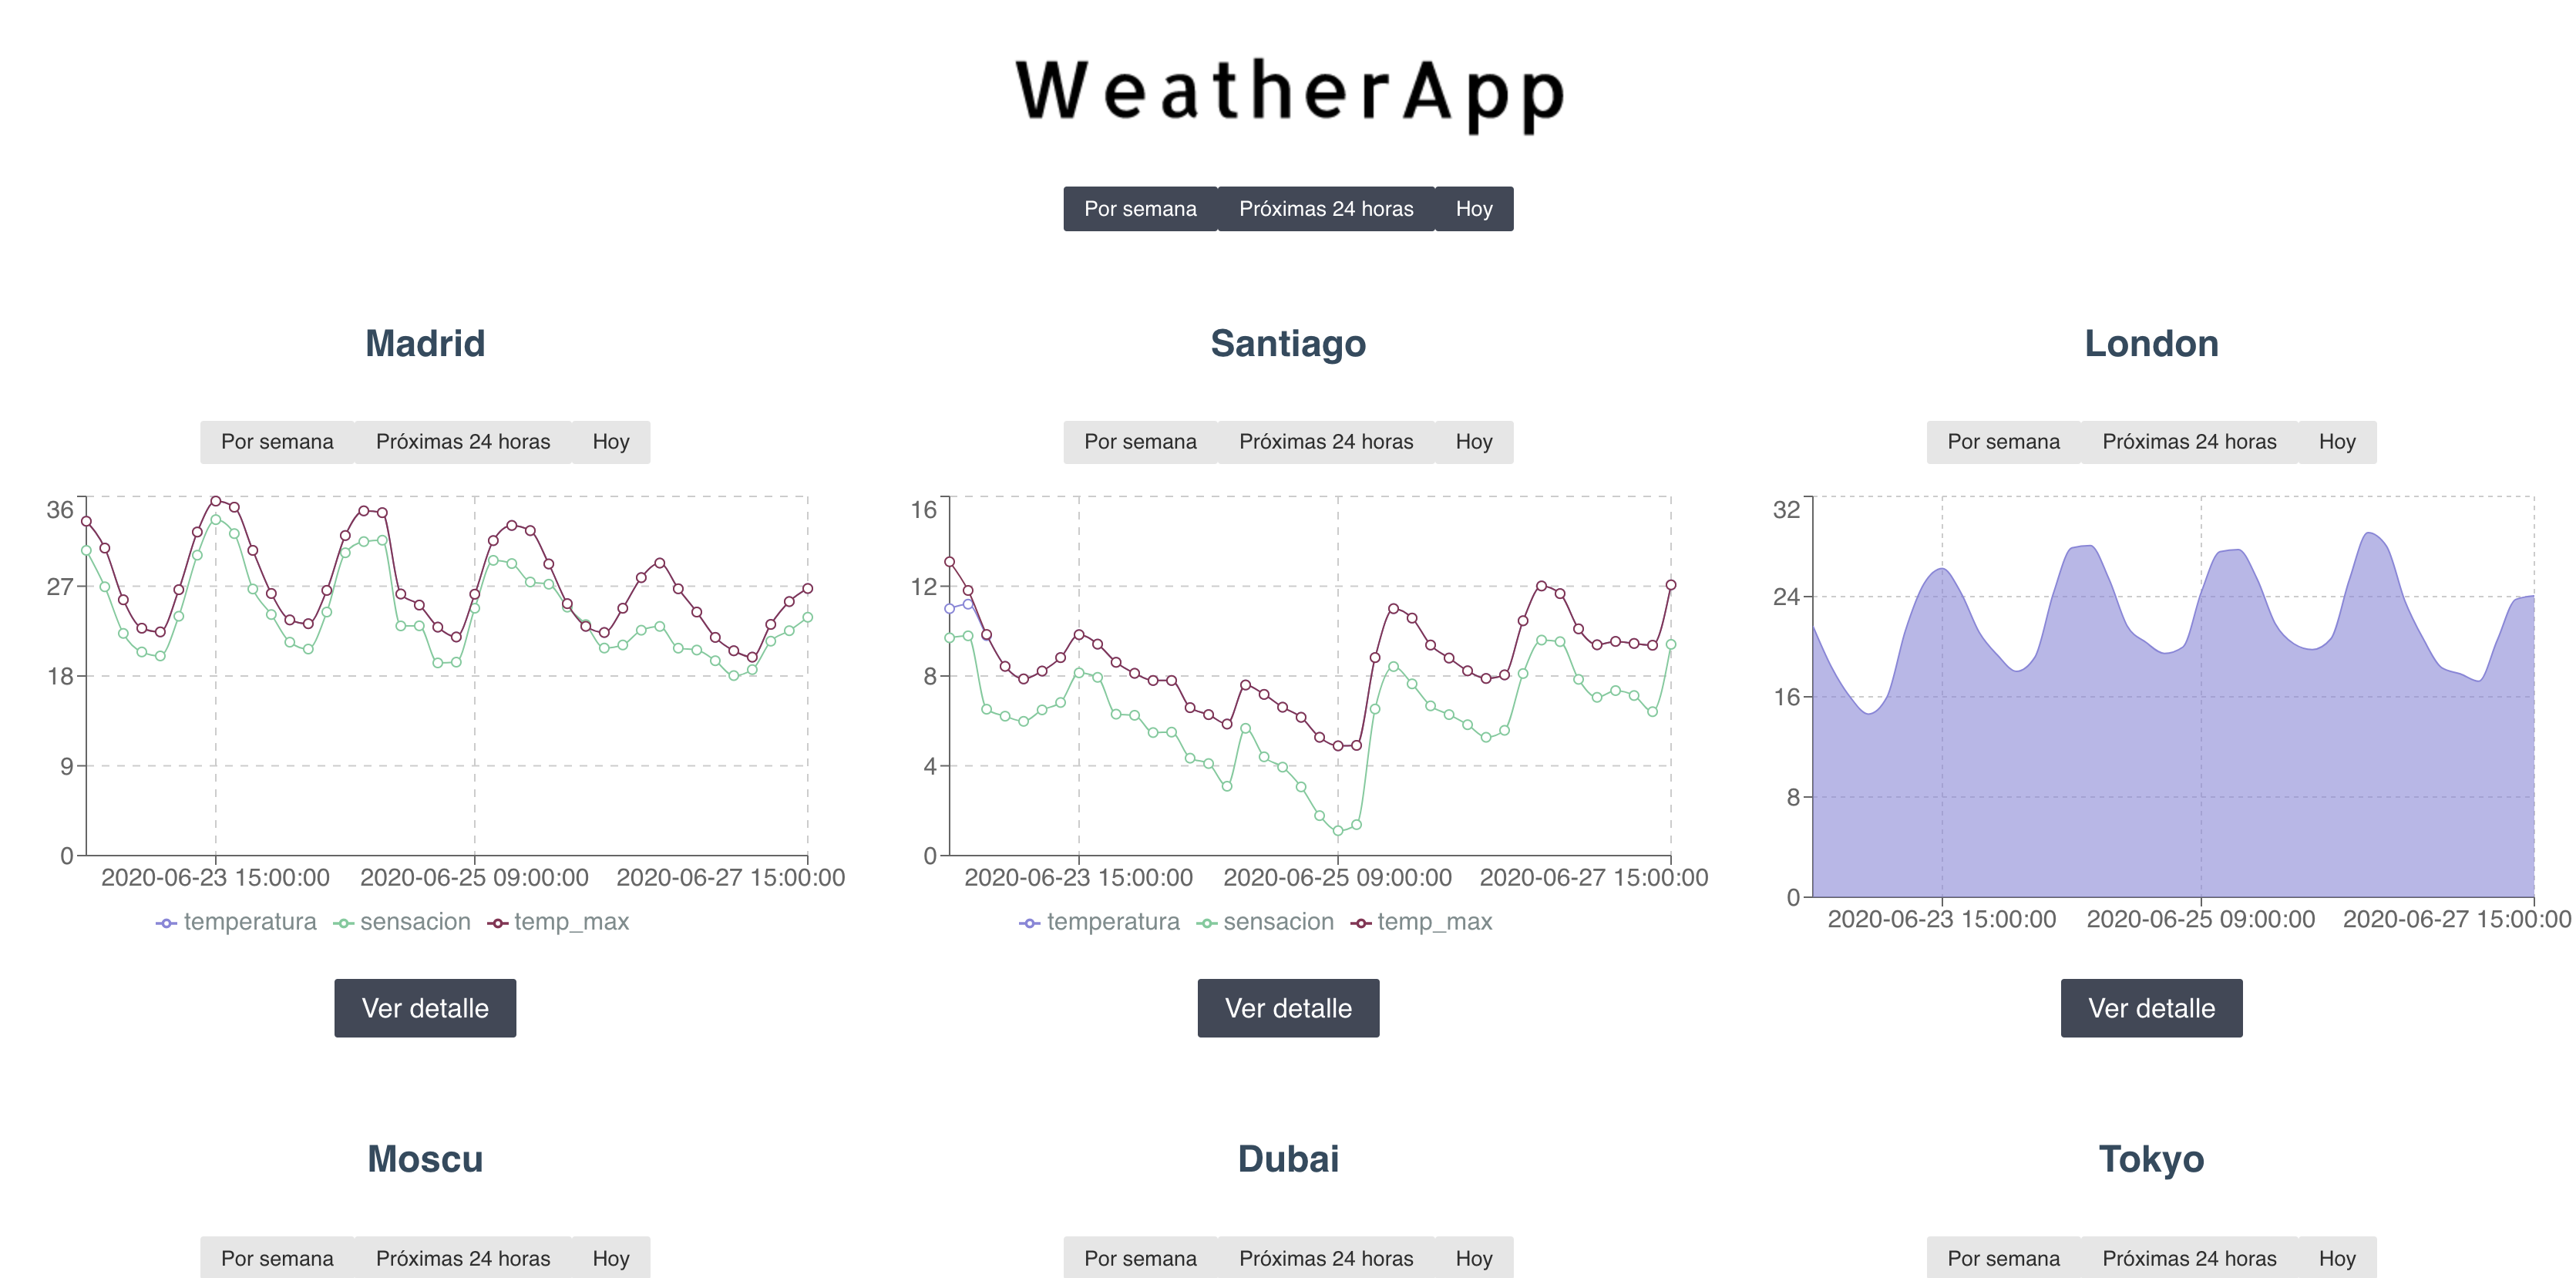 WeatherApp
Por semana Próximas 24 horas Hoy
Madrid
Por semana Próximas 24 horas Hoy
36
27
18
9
0
2020-06-23 15:00:00 2020-06-25 09:00:00 2020-06-27 15:00:00
temperatura sensacion temp_max
Ver detalle
Santiago
Por semana Próximas 24 horas Hoy
16
12
8
4
0
2020-06-23 15:00:00 2020-06-25 09:00:00 2020-06-27 15:00:00
temperatura sensacion temp_max
Ver detalle
London
Por semana Próximas 24 horas Hoy
32
24
16
8
0
2020-06-23 15:00:00 2020-06-25 09:00:00 2020-06-27 15:00:00
Ver detalle
Moscu
Por semana Próximas 24 horas Hoy
Dubai
Por semana Próximas 24 horas Hoy
Tokyo
Por semana Próximas 24 horas Hoy